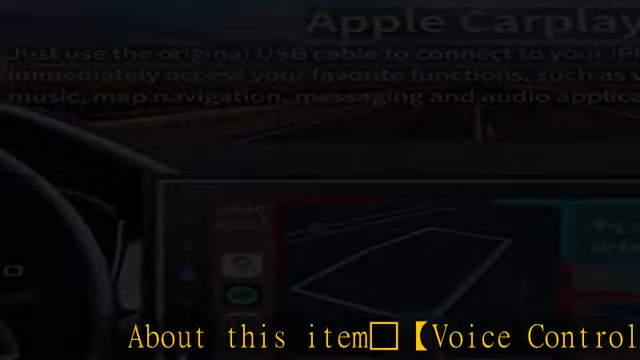 Apple Carplay
Just use the original USB cable to connect to your iP
immediately access your favorite functions, such as v
music, map navigation, messaging and audio applica
About this item□【Voice Control